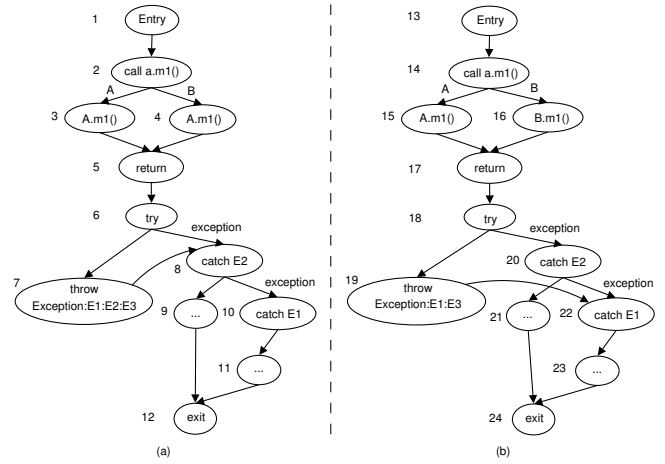 1 Entry
2 call a.m1()
A B
3 A.m1() 4 A.m1()
5 return
6 try
exception
7 throw
Exception:E1:E2:E3
8 catch E2
exception
9 ... 10 catch E1
11 ...
12 exit
(a)
13 Entry
14 call a.m1()
A B
15 A.m1() 16 B.m1()
17 return
18 try
exception
19 throw
Exception:E1:E3
20 catch E2
exception
21 ... 22 catch E1
23 ...
24 exit
(b)